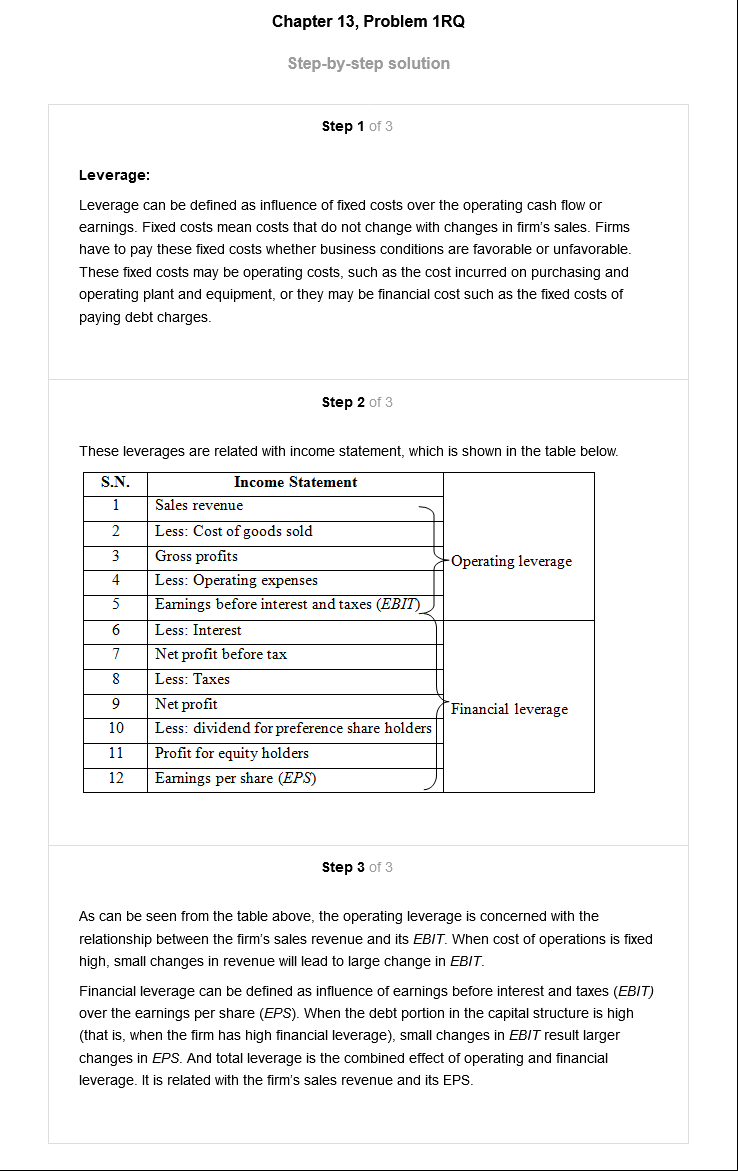 Chapter 13, Problem 1RQ
Step-by-step solution
Step 1 of 3
Leverage:
Leverage can be defined as influence of fixed costs over the operating cash flow or
earnings. Fixed costs mean costs that do not change with changes in firm's sales. Firms
have to pay these fixed costs whether business conditions are favorable or unfavorable.
These fixed costs may be operating costs, such as the cost incurred on purchasing and
operating plant and equipment, or they may be financial cost such as the fixed costs of
paying debt charges.
Step 2 of 3
These leverages are related with income statement, which is shown in the table below.
S.N. Income Statement
1 Sales revenue
2 Less: Cost of goods sold
3 Gross profits
Operating leverage
4 Less: Operating expenses
5 Earnings before interest and taxes (EBIT)
6 Less: Interest
7 Net profit before tax
8 Less: Taxes
9 Net profit
Financial leverage
10 Less: dividend for preference share holders
11 Profit for equity holders
12 Earnings per share (EPS)
Step 3 of 3
As can be seen from the table above, the operating leverage is concerned with the
relationship between the firm's sales revenue and its EBIT. When cost of operations is fixed
high, small changes in revenue will lead to large change in EBIT.
Financial leverage can be defined as influence of earnings before interest and taxes (EBIT)
over the earnings per share (EPS). When the debt portion in the capital structure is high
(that is, when the firm has high financial leverage), small changes in EBIT result larger
changes in EPS. And total leverage is the combined effect of operating and financial
leverage. It is related with the firm's sales revenue and its EPS.